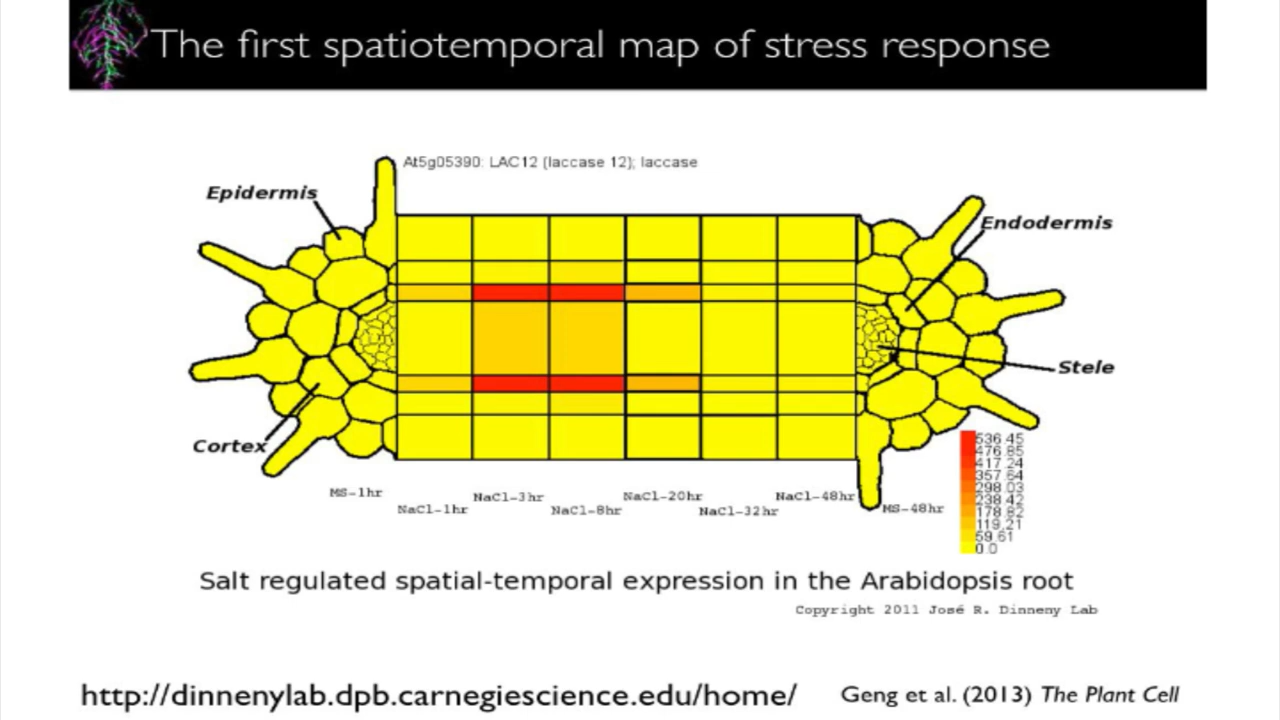 The first spatiotemporal map of stress response
At5g05390: LAC12 (laccase 12); laccase
Epidermis
Endodermis
Stele
Cortex
536.45
476.85
417.24
357.64
298.03
238.42
178.82
119.21
59.61
0.0
MS-1hr
NaCl-1hr
NaCl-3hr
NaCl-8hr
NaCl-20hr
NaCl-32hr
NaCl-48hr
MS-48hr
Salt regulated spatial-temporal expression in the Arabidopsis root
Copyright 2011 José R. Dinneny Lab
http://dinnenylab.dpb.carnegiescience.edu/home/
Geng et al. (2013) The Plant Cell